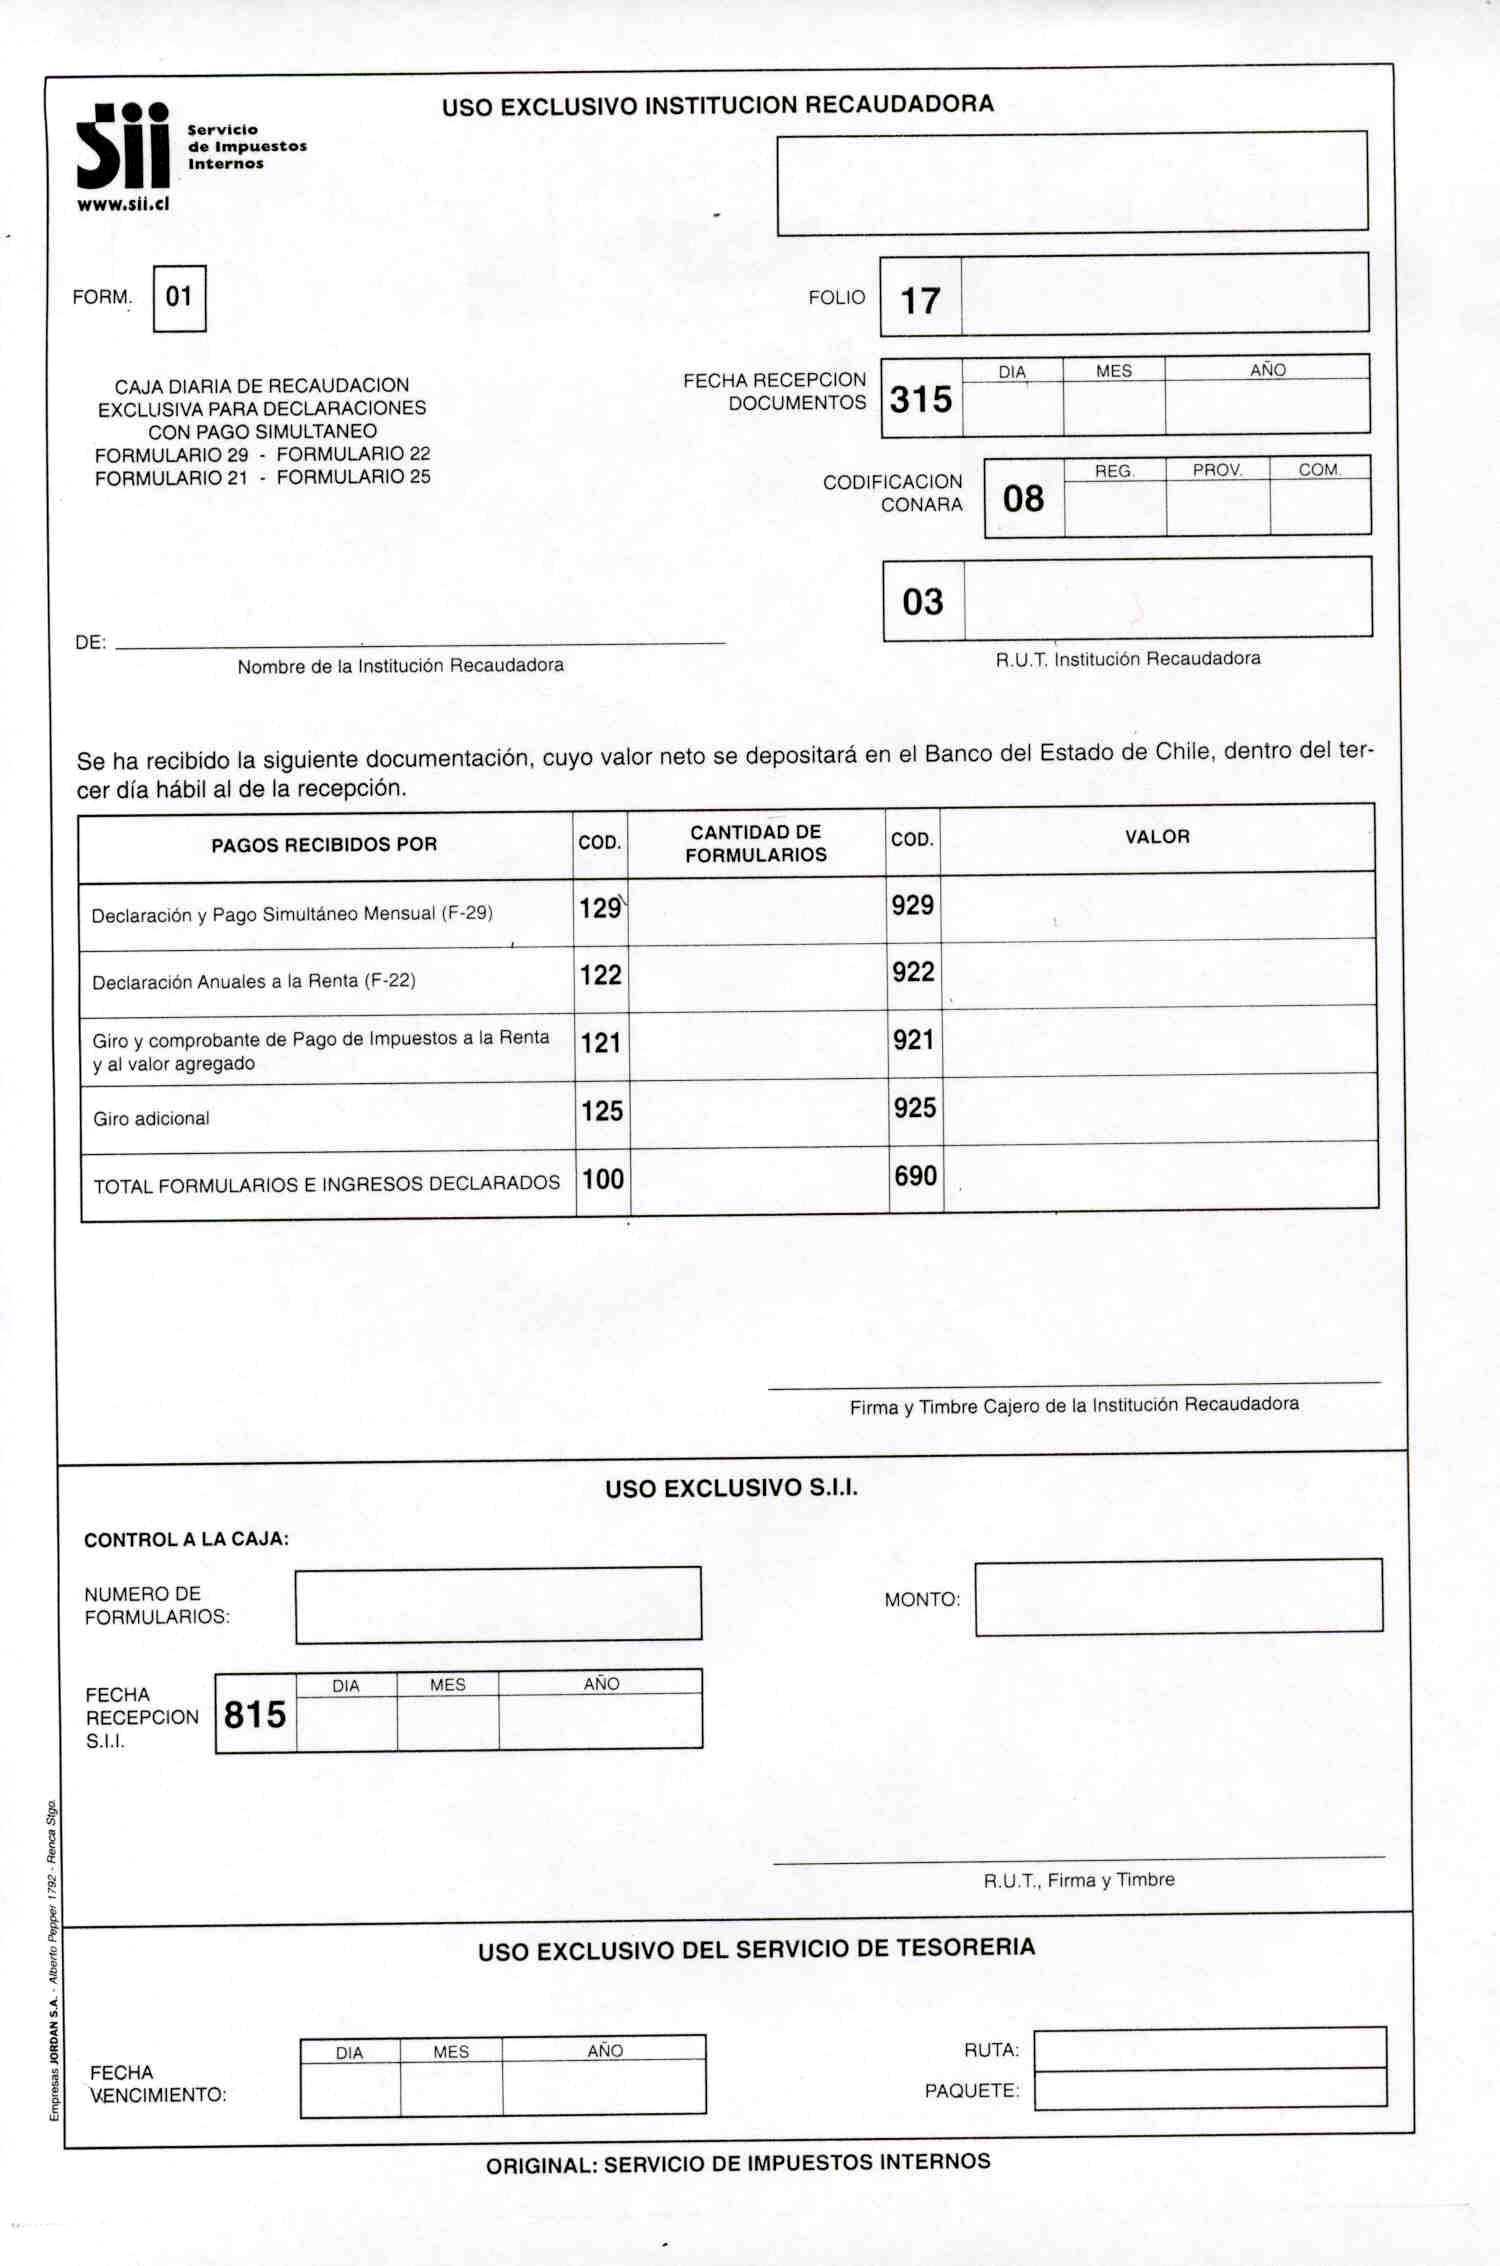 USO EXCLUSIVO INSTITUCION RECAUDADORA
Sii
Servicio
de Impuestos
Internos
www.sii.cl
FORM. 01
FOLIO 17
CAJA DIARIA DE RECAUDACION
EXCLUSIVA PARA DECLARACIONES
CON PAGO SIMULTANEO
FORMULARIO 29 - FORMULARIO 22
FORMULARIO 21 - FORMULARIO 25
FECHA RECEPCION
DOCUMENTOS
315
DIA MES AÑO
CODIFICACION
CONARA
08
REG. PROV. COM.
03
R.U.T. Institución Recaudadora
DE:
Nombre de la Institución Recaudadora
Se ha recibido la siguiente documentación, cuyo valor neto se depositará en el Banco del Estado de Chile, dentro del ter-
cer día hábil al de la recepción.
PAGOS RECIBIDOS POR COD. CANTIDAD DE FORMULARIOS COD. VALOR
Declaración y Pago Simultáneo Mensual (F-29) 129 929
Declaración Anuales a la Renta (F-22) 122 922
Giro y comprobante de Pago de Impuestos a la Renta
y al valor agregado
121 921
Giro adicional 125 925
TOTAL FORMULARIOS E INGRESOS DECLARADOS 100 690
Firma y Timbre Cajero de la Institución Recaudadora
USO EXCLUSIVO S.I.I.
CONTROL A LA CAJA:
NUMERO DE
FORMULARIOS:
MONTO:
FECHA
RECEPCION
S.I.I.
815
DIA MES AÑO
R.U.T., Firma y Timbre
USO EXCLUSIVO DEL SERVICIO DE TESORERIA
FECHA
VENCIMIENTO:
DIA MES AÑO
RUTA:
PAQUETE:
Empresas JORDAN S.A. - Alberto Pepper 1792 - Renca Stgo.
ORIGINAL: SERVICIO DE IMPUESTOS INTERNOS